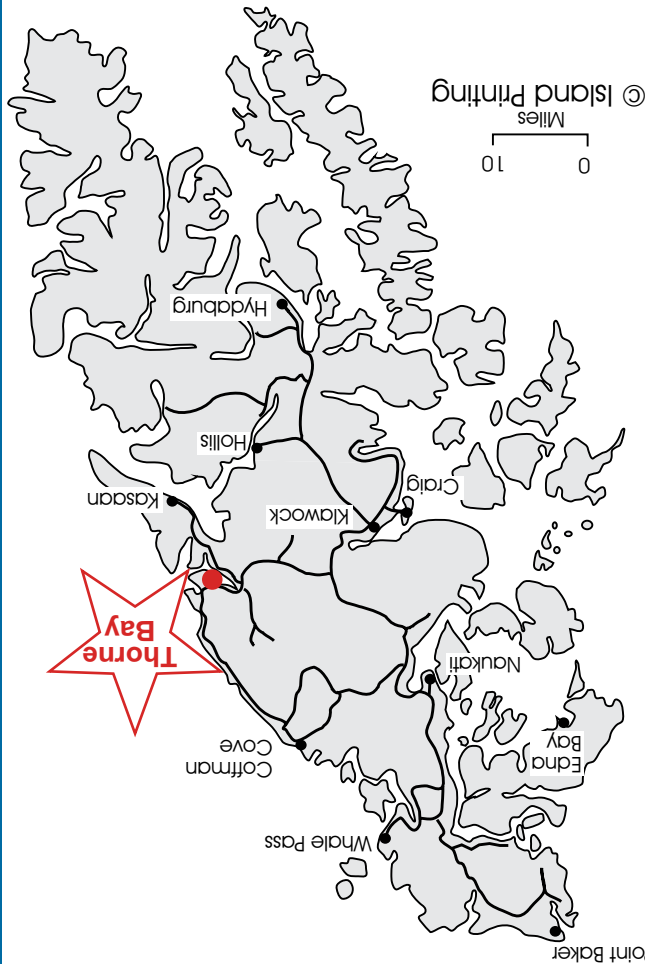 oint Baker
Whale Pass
Edna
Bay
Coffman
Cove
Naukati
Thorne
Bay
Klawock
Craig
Kasaan
Hollis
Hydaburg
0 10
Miles
© Island Printing